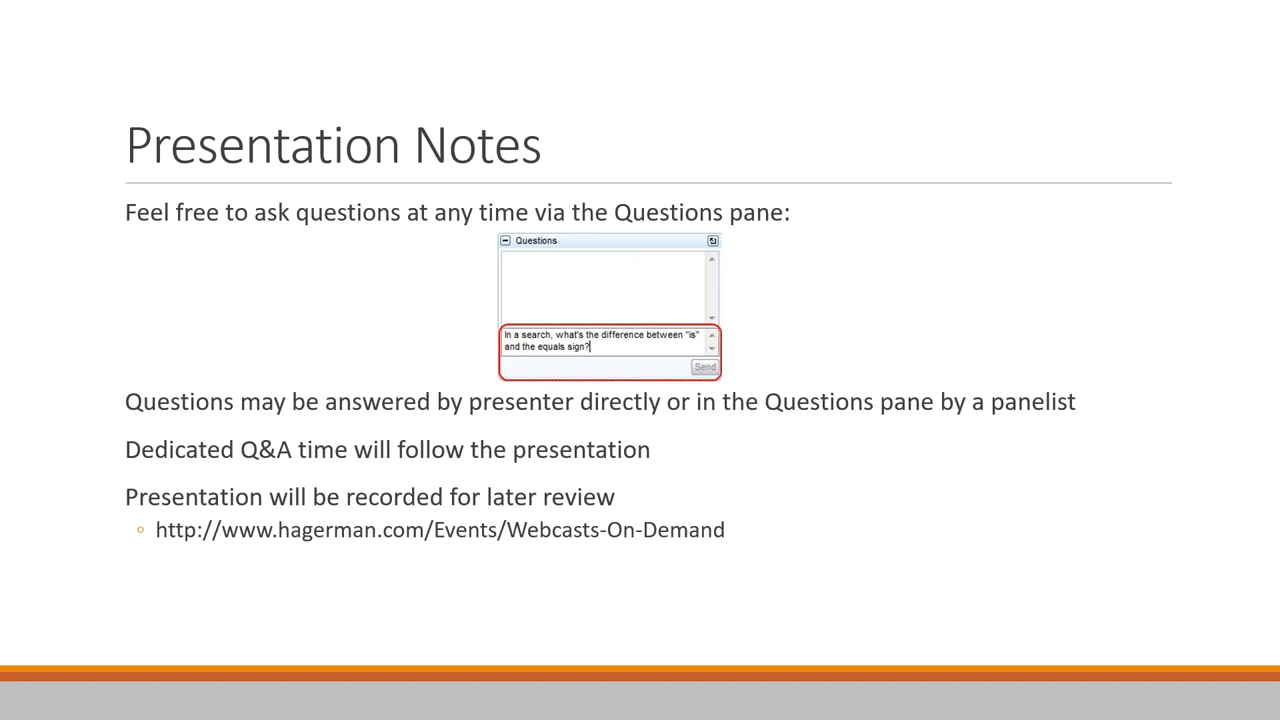 Presentation Notes
Feel free to ask questions at any time via the Questions pane:
Questions
In a search, what's the difference between "is"
and the equals sign?
Send
Questions may be answered by presenter directly or in the Questions pane by a panelist
Dedicated Q&A time will follow the presentation
Presentation will be recorded for later review
http://www.hagerman.com/Events/Webcasts-On-Demand